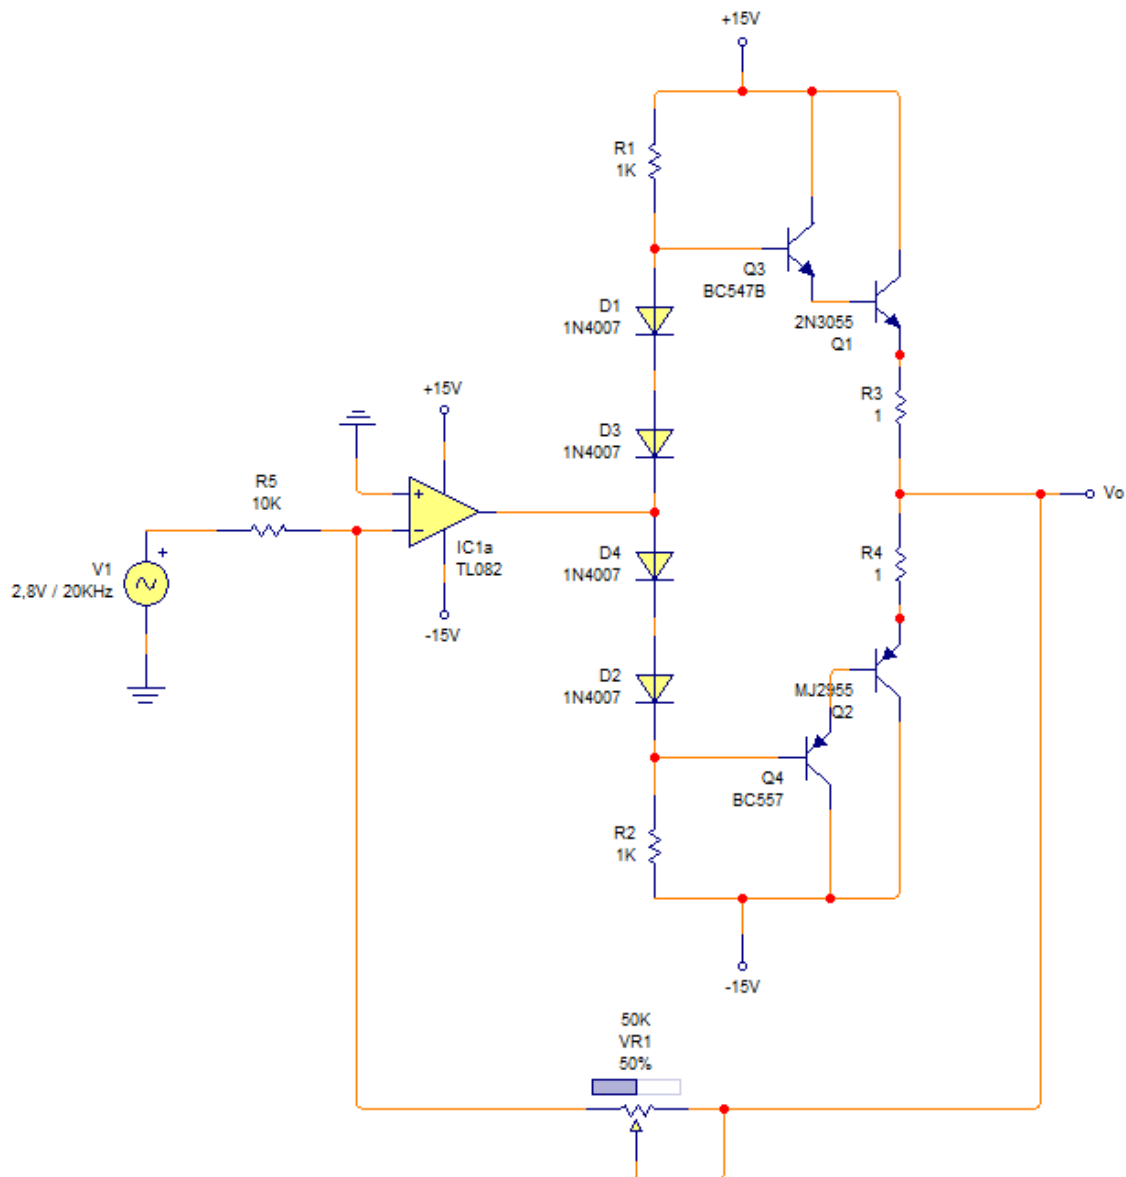 +15V
R1
1K
Q3
BC547B
D1
1N4007
2N3055
Q1
+15V
R3
1
D3
1N4007
R5
10K
+
−
Vo
IC1a
TL082
D4
1N4007
R4
1
+
V1
2,8V / 20KHz
-15V
D2
1N4007
MJ2955
Q2
Q4
BC557
R2
1K
-15V
50K
VR1
50%